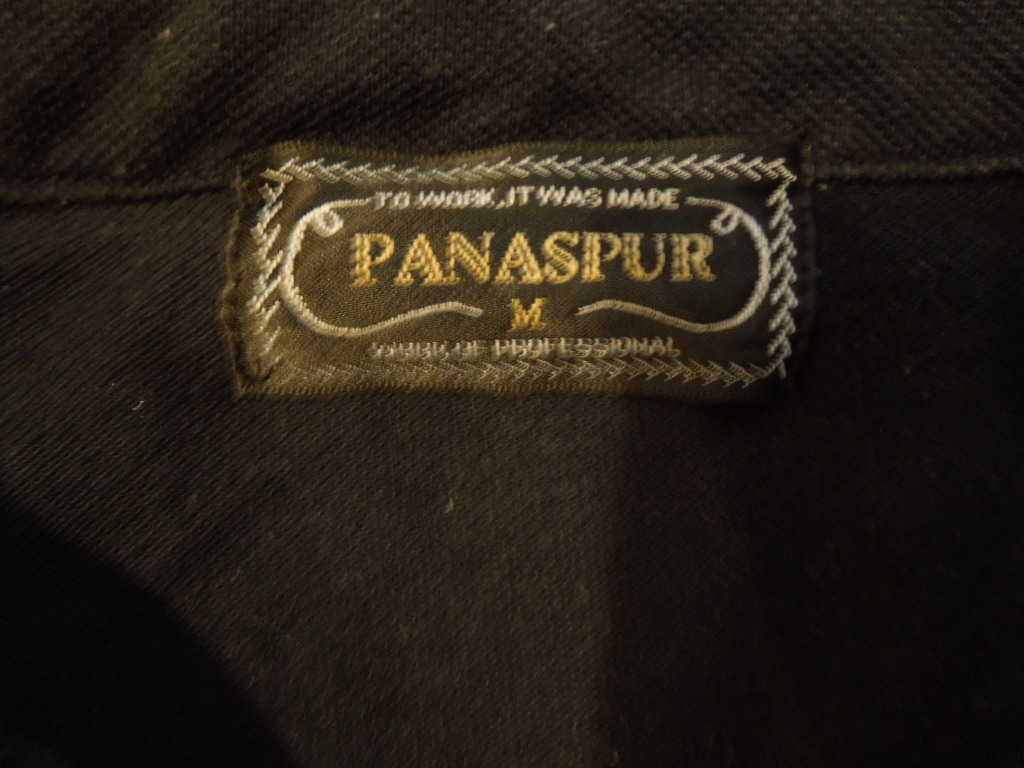 TO WORK, IT WAS MADE
PANASPUR
M
WORK OF PROFESSIONAL